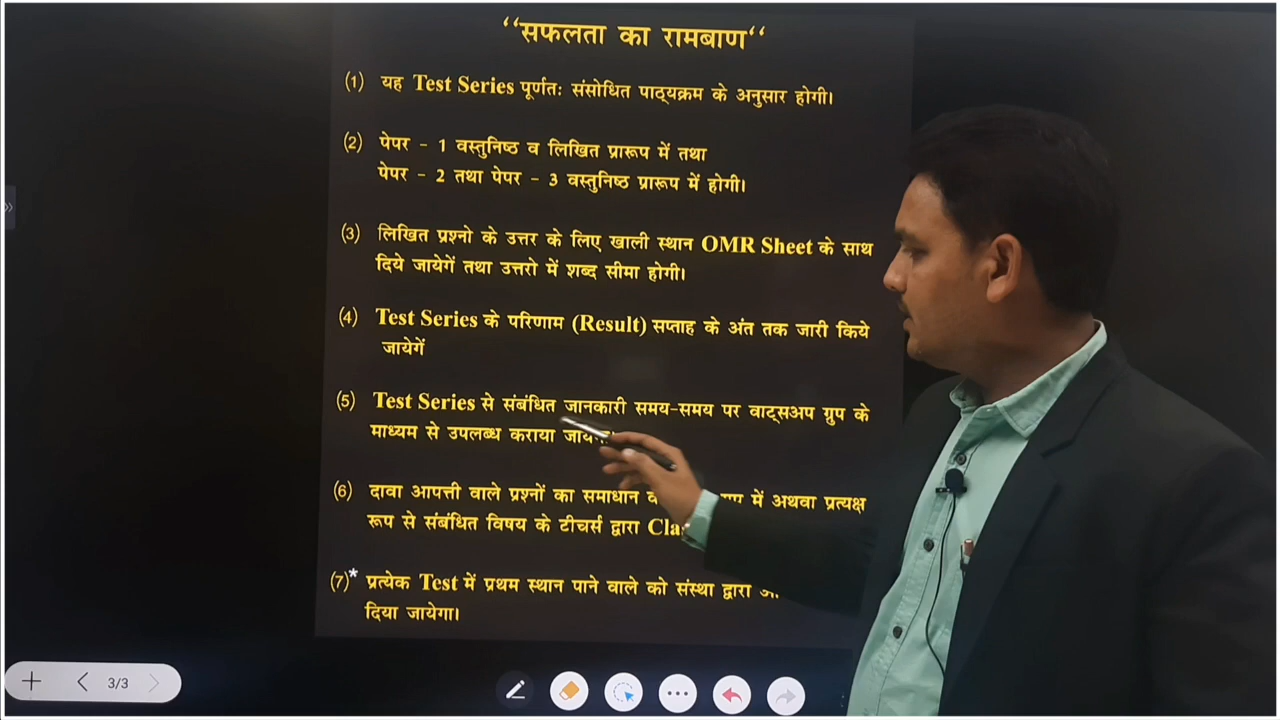 “सफलता का रामबाण“
(1) यह Test Series पूर्णतः संसोधित पाठ्यक्रम के अनुसार होगी।
(2) पेपर - 1 वस्तुनिष्ठ व लिखित प्रारूप में तथा
पेपर - 2 तथा पेपर - 3 वस्तुनिष्ठ प्रारूप में होगी।
(3) लिखित प्रश्नो के उत्तर के लिए खाली स्थान OMR Sheet के साथ
दिये जायेगें तथा उत्तरो में शब्द सीमा होगी।
(4) Test Series के परिणाम (Result) सप्ताह के अंत तक जारी किये
जायेगें
(5) Test Series से संबंधित जानकारी समय-समय पर वाट्सअप ग्रुप के
माध्यम से उपलब्ध कराया
(6) दावा आपत्ती वाले प्रश्नों का समाधान में अथवा प्रत्यक्ष
रूप से संबंधित विषय के टीचर्स द्वारा
(7)* प्रत्येक Test में प्रथम स्थान पाने वाले को संस्था द्वारा
दिया जायेगा।
3/3